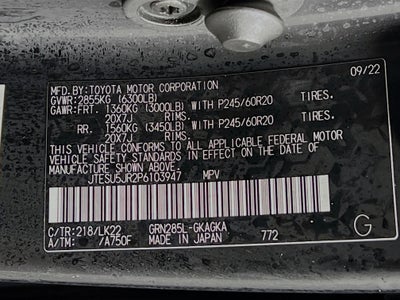 MFD.BY:TOYOTA MOTOR CORPORATION 09/22
GVWR:2855KG (6300LB)
GAWR:FRT. 1360KG (3000LB) WITH P245/60R20 TIRES.
20X7J RIMS.
RR. 1560KG (3450LB) WITH P245/60R20 TIRES.
20X7J RIMS.
THIS VEHICLE CONFORMS TO ALL APPLICABLE FEDERAL MOTOR
VEHICLE SAFETY STANDARDS IN EFFECT ON THE DATE OF
MANUFACTURE SHOWN ABOVE.
JTESU5JR2P6103947 MPV
C/TR:218/LK22 GRN285L-GKAGKA
A/TM: /A750F MADE IN JAPAN 772 G